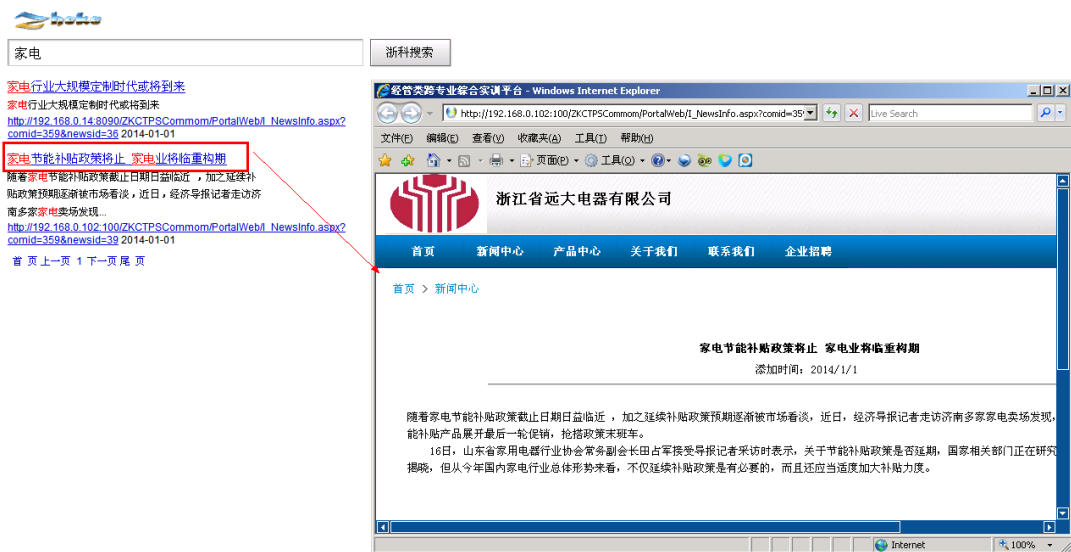 Zheke
家电
浙科搜索
家电行业大规模定制时代或将到来
家电行业大规模定制时代或将到来
http://192.168.0.14:8090/ZKCTPSCommom/PortalWeb/I_NewsInfo.aspx?
comid=359&newsid=36 2014-01-01
家电节能补贴政策将止 家电业将临重构期
随着家电节能补贴政策截止日期日益临近 ，加之延续补
贴政策预期逐渐被市场看淡，近日，经济导报记者走访济
南多家家电卖场发现...
http://192.168.0.102:100/ZKCTPSCommom/PortalWeb/I_NewsInfo.aspx?
comid=359&newsid=39 2014-01-01
首 页 上一页 1 下一页 尾 页
经管类跨专业综合实训平台 - Windows Internet Explorer
http://192.168.0.102:100/ZKCTPSCommom/PortalWeb/I_NewsInfo.aspx?comid=35
Live Search
文件(F) 编辑(E) 查看(V) 收藏夹(A) 工具(T) 帮助(H)
页面(P) 工具(O)
浙江省远大电器有限公司
首页 新闻中心 产品中心 关于我们 联系我们 企业招聘
首页 > 新闻中心
家电节能补贴政策将止 家电业将临重构期
添加时间：2014/1/1
随着家电节能补贴政策截止日期日益临近 ，加之延续补贴政策预期逐渐被市场看淡，近日，经济导报记者走访济南多家家电卖场发现，
能补贴产品展开最后一轮促销，抢搭政策末班车。
16日，山东省家用电器行业协会常务副会长田占军接受导报记者采访时表示，关于节能补贴政策是否延期，国家相关部门正在研究
揭晓，但从今年国内家电行业总体形势来看，不仅延续补贴政策是有必要的，而且还应当适度加大补贴力度。
Internet
100%